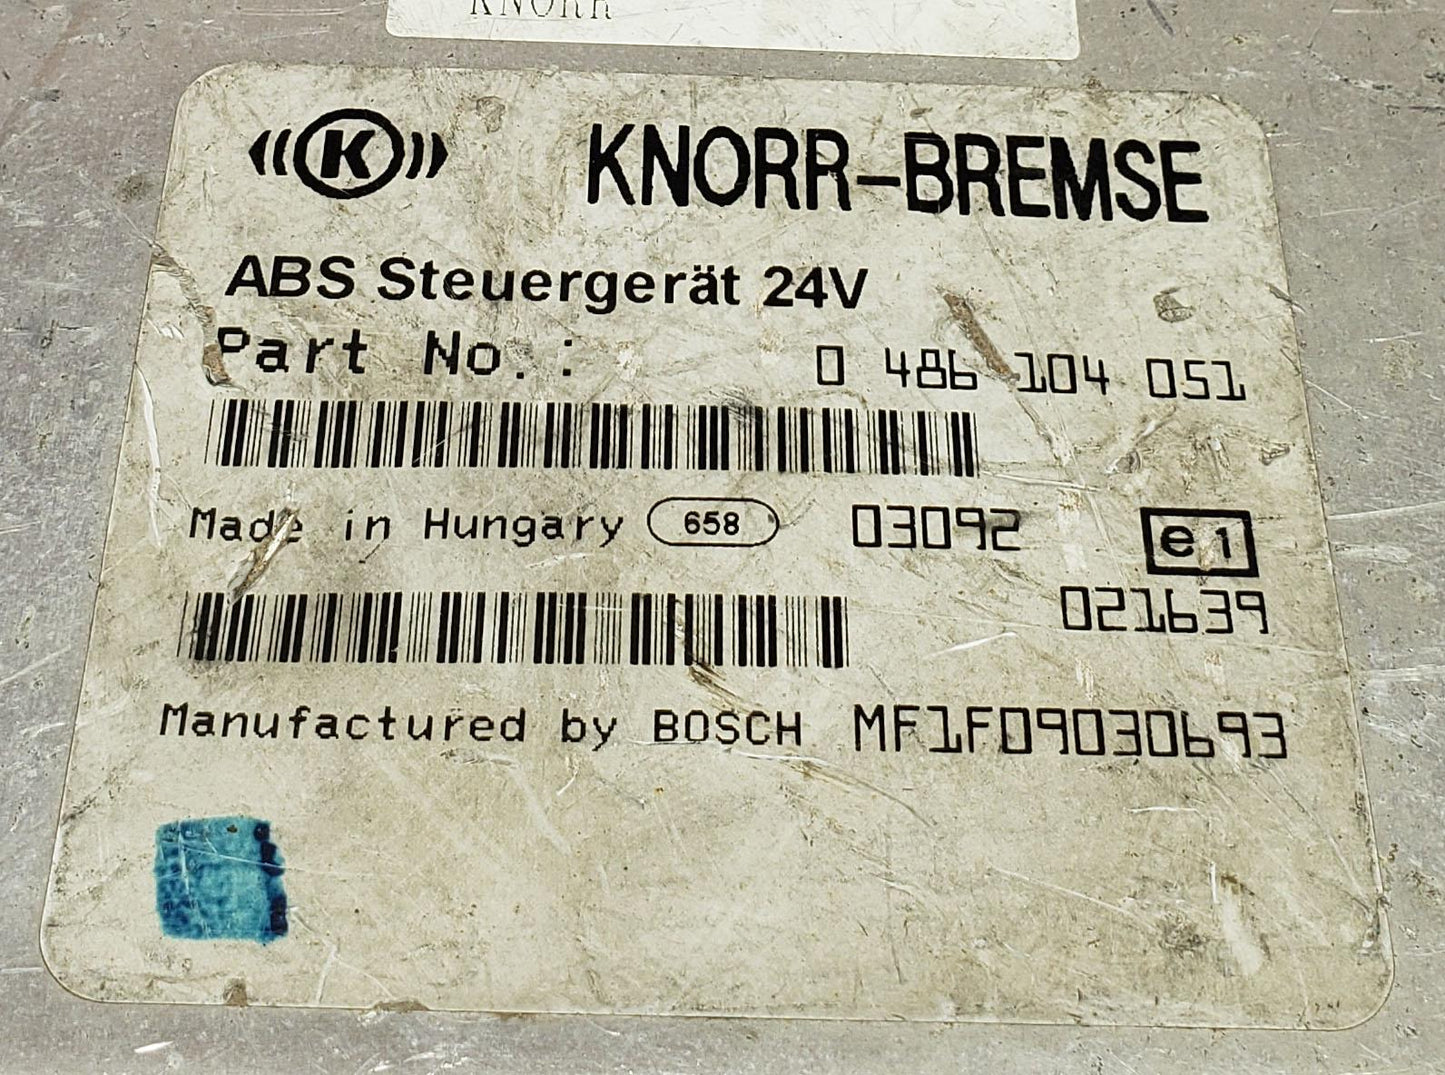 KNORR
K KNORR-BREMSE
ABS Steuergerät 24V
Part No.: 0 486 104 051
Made in Hungary 658 03092 e1
021639
Manufactured by BOSCH MF1F09030693